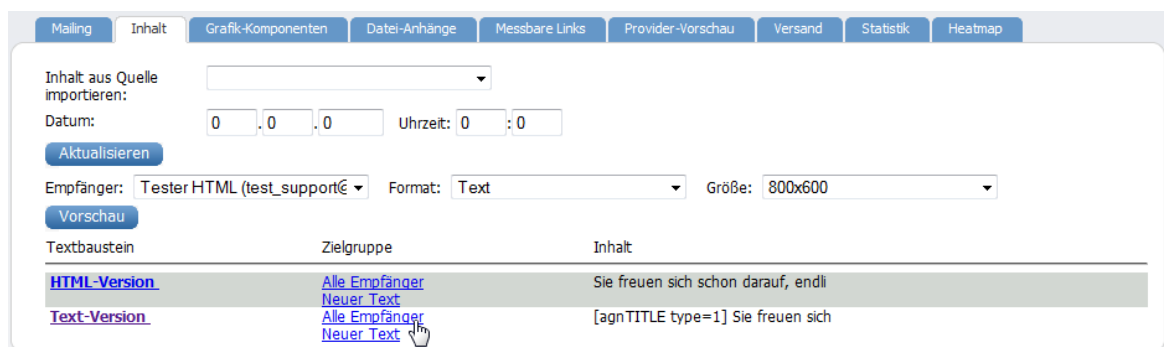 Mailing Inhalt Grafik-Komponenten Datei-Anhänge Messbare Links Provider-Vorschau Versand Statistik Heatmap
Inhalt aus Quelle
importieren:
Datum: 0 . 0 . 0 Uhrzeit: 0 : 0
Aktualisieren
Empfänger: Tester HTML (test_support@ Format: Text Größe: 800x600
Vorschau
Textbaustein Zielgruppe Inhalt
HTML-Version Alle Empfänger Sie freuen sich schon darauf, endli
Neuer Text
Text-Version Alle Empfänger [agnTITLE type=1] Sie freuen sich
Neuer Text